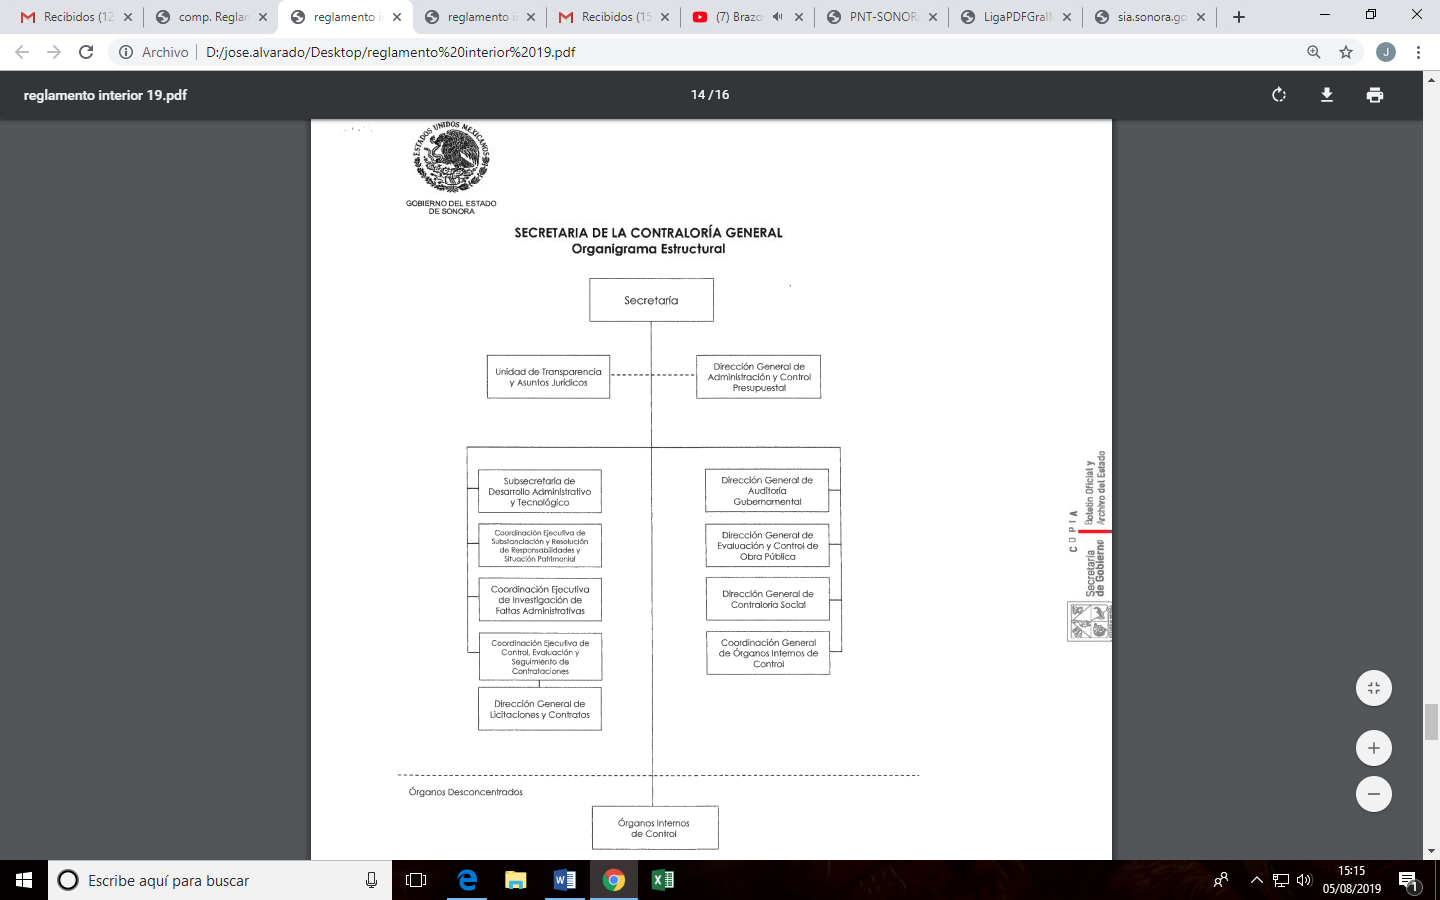 Recibidos (12
comp. Reglam
reglamento in
reglamento in
Recibidos (15
(7) Brazo
PNT-SONOR
LigaPDFGral
sia.sonora.go
Archivo
D:/jose.alvarado/Desktop/reglamento%20interior%2019.pdf
J
reglamento interior 19.pdf
14 / 16
ESTADOS UNIDOS MEXICANOS
GOBIERNO DEL ESTADO
DE SONORA
SECRETARIA DE LA CONTRALORÍA GENERAL
Organigrama Estructural
Secretaría
Unidad de Transparencia
y Asuntos Jurídicos
Dirección General de
Administración y Control
Presupuestal
Subsecretaría de
Desarrollo Administrativo
y Tecnológico
Dirección General de
Auditoría
Gubernamental
Coordinación Ejecutiva de
Substanciación y Resolución
de Responsabilidades y
Situación Patrimonial
Dirección General de
Evaluación y Control de
Obra Pública
Coordinación Ejecutiva
de Investigación de
Faltas Administrativas
Dirección General de
Contraloría Social
Coordinación Ejecutiva de
Control, Evaluación y
Seguimiento de
Contrataciones
Coordinación General
de Órganos Internos de
Control
Dirección General de
Licitaciones y Contratos
Órganos Desconcentrados
Órganos Internos
de Control
COPIA
Boletín Oficial y
Archivo del Estado
Secretaría
de Gobierno
Escribe aquí para buscar
15:15
05/08/2019
1